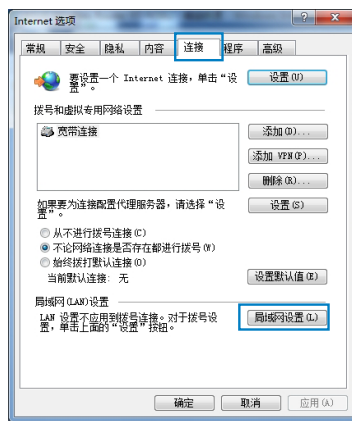 Internet 选项
常规 安全 隐私 内容 连接 程序 高级
要设置一个 Internet 连接，单击“设置”。
设置(U)
拨号和虚拟专用网络设置
宽带连接
添加(D)...
添加 VPN(P)...
删除(R)...
如果要为连接配置代理服务器，请选择“设置”。
设置(S)
从不进行拨号连接(C)
不论网络连接是否存在都进行拨号(W)
始终拨打默认连接(O)
当前默认连接： 无
设置默认值(E)
局域网(LAN)设置
LAN 设置不应用到拨号连接。对于拨号设置，单击上面的“设置”按钮。
局域网设置(L)
确定 取消 应用(A)